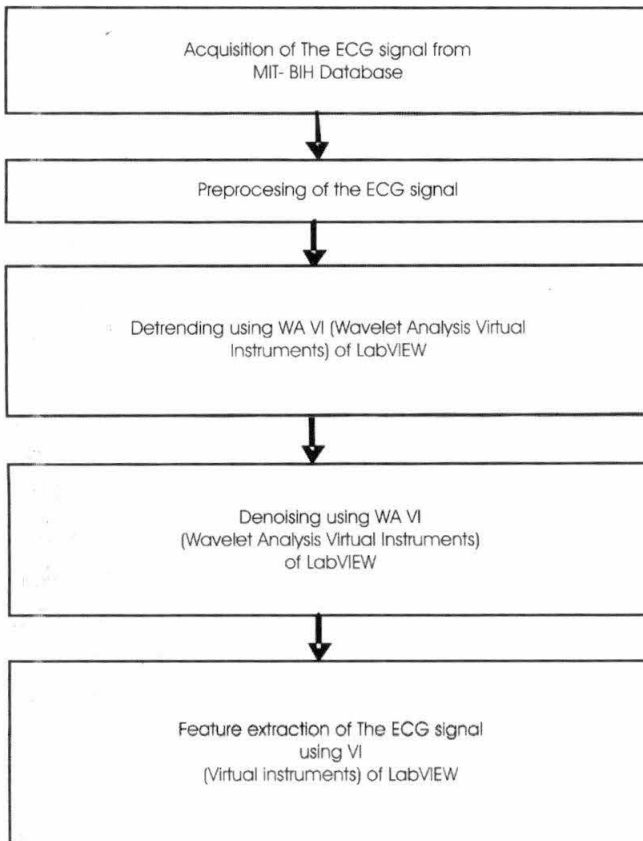 Acquisition of The ECG signal from
MIT- BIH Database
Preprocesing of the ECG signal
Detrending using WA VI (Wavelet Analysis Virtual
Instruments) of LabVIEW
Denoising using WA VI
(Wavelet Analysis Virtual Instruments)
of LabVIEW
Feature extraction of The ECG signal
using VI
(Virtual instruments) of LabVIEW